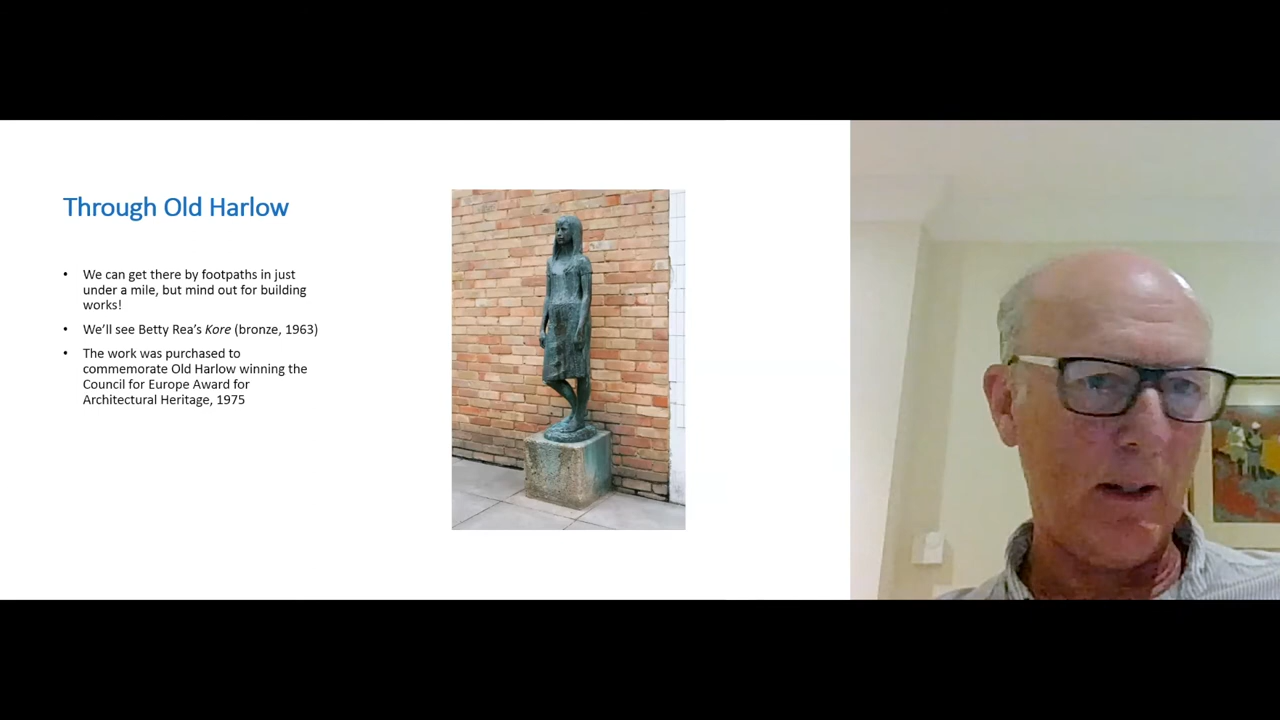 Through Old Harlow
• We can get there by footpaths in just
under a mile, but mind out for building
works!
• We’ll see Betty Rea’s Kore (bronze, 1963)
• The work was purchased to
commemorate Old Harlow winning the
Council for Europe Award for
Architectural Heritage, 1975